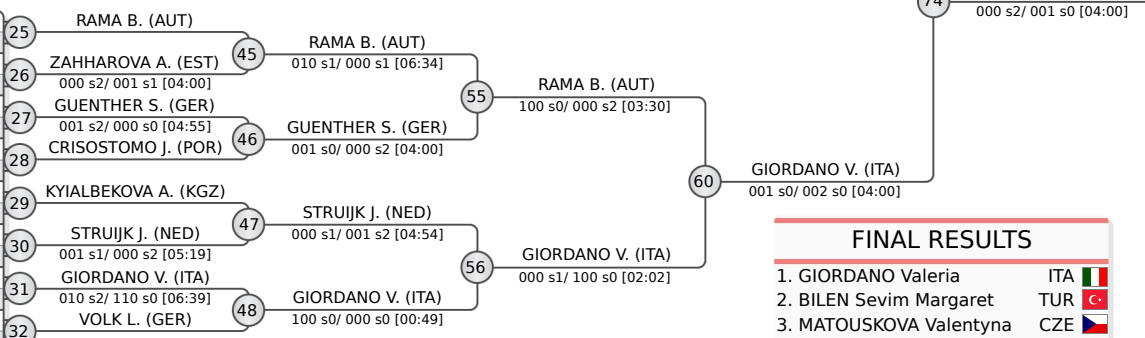 25
RAMA B. (AUT)
26
ZAHHAROVA A. (EST)
000 s2/ 001 s1 [04:00]
27
GUENTHER S. (GER)
001 s2/ 000 s0 [04:55]
28
CRISOSTOMO J. (POR)
29
KYIALBEKOVA A. (KGZ)
30
STRUIJK J. (NED)
001 s1/ 000 s2 [05:19]
31
GIORDANO V. (ITA)
010 s2/ 110 s0 [06:39]
32
VOLK L. (GER)
45
RAMA B. (AUT)
010 s1/ 000 s1 [06:34]
46
GUENTHER S. (GER)
001 s0/ 000 s2 [04:00]
47
STRUIJK J. (NED)
000 s1/ 001 s2 [04:54]
48
GIORDANO V. (ITA)
100 s0/ 000 s0 [00:49]
55
RAMA B. (AUT)
100 s0/ 000 s2 [03:30]
56
GIORDANO V. (ITA)
000 s1/ 100 s0 [02:02]
60
GIORDANO V. (ITA)
001 s0/ 002 s0 [04:00]
74
000 s2/ 001 s0 [04:00]
FINAL RESULTS
1. GIORDANO Valeria ITA
2. BILEN Sevim Margaret TUR
3. MATOUSKOVA Valentyna CZE